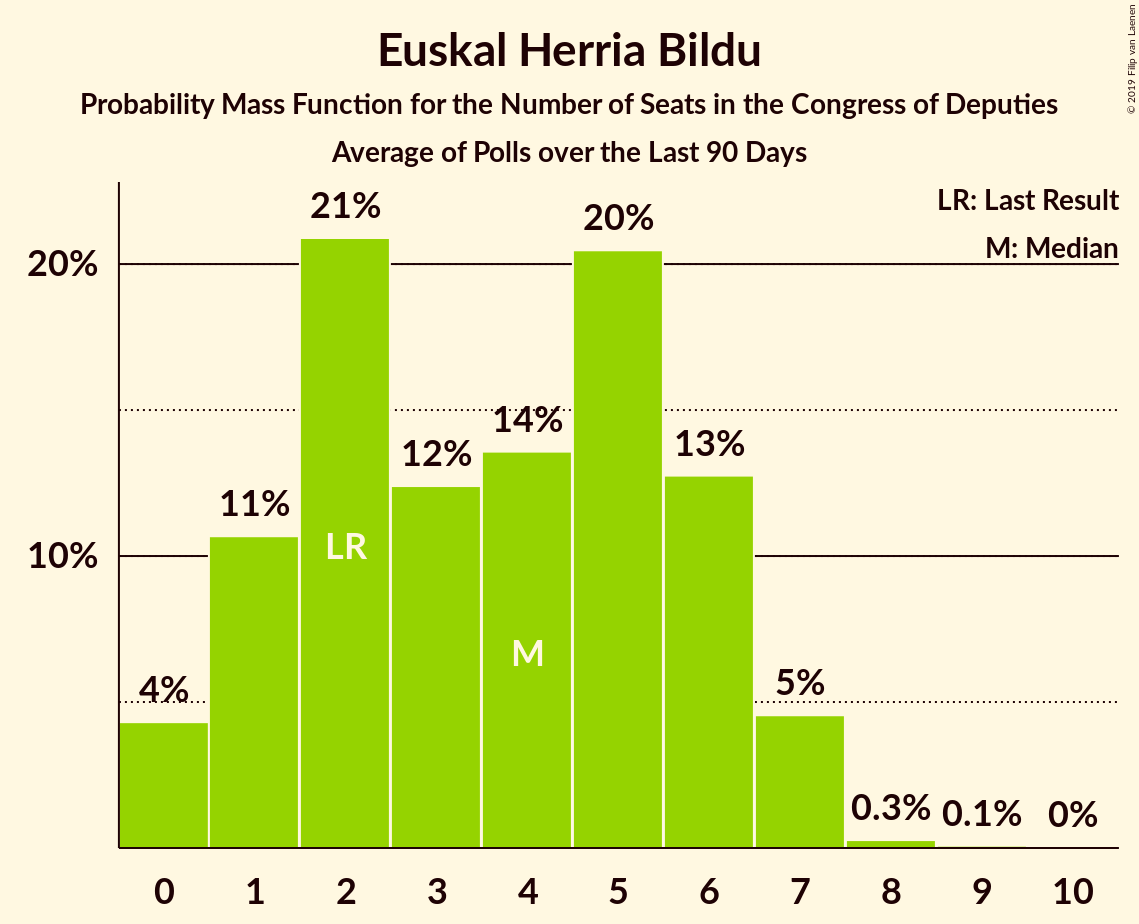 Euskal Herria Bildu
Probability Mass Function for the Number of Seats in the Congress of Deputies
Average of Polls over the Last 90 Days
© 2019 Filip van Laenen
LR: Last Result
M: Median
20%
10%
4%
11%
21%
12%
14%
20%
13%
5%
0.3%
0.1%
0%
LR
M
0 1 2 3 4 5 6 7 8 9 10